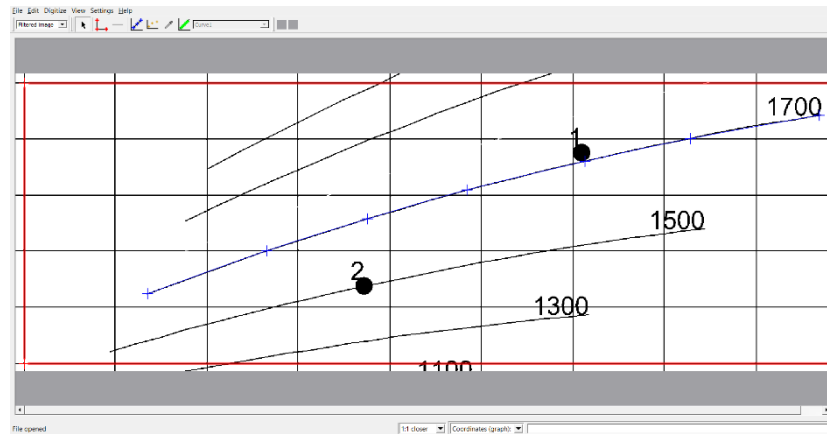 File Edit Digitize View Settings Help
Filtered image Curve1
1700
1
1500
2
1300
1100
File opened 1:1 closer Coordinates (graph):